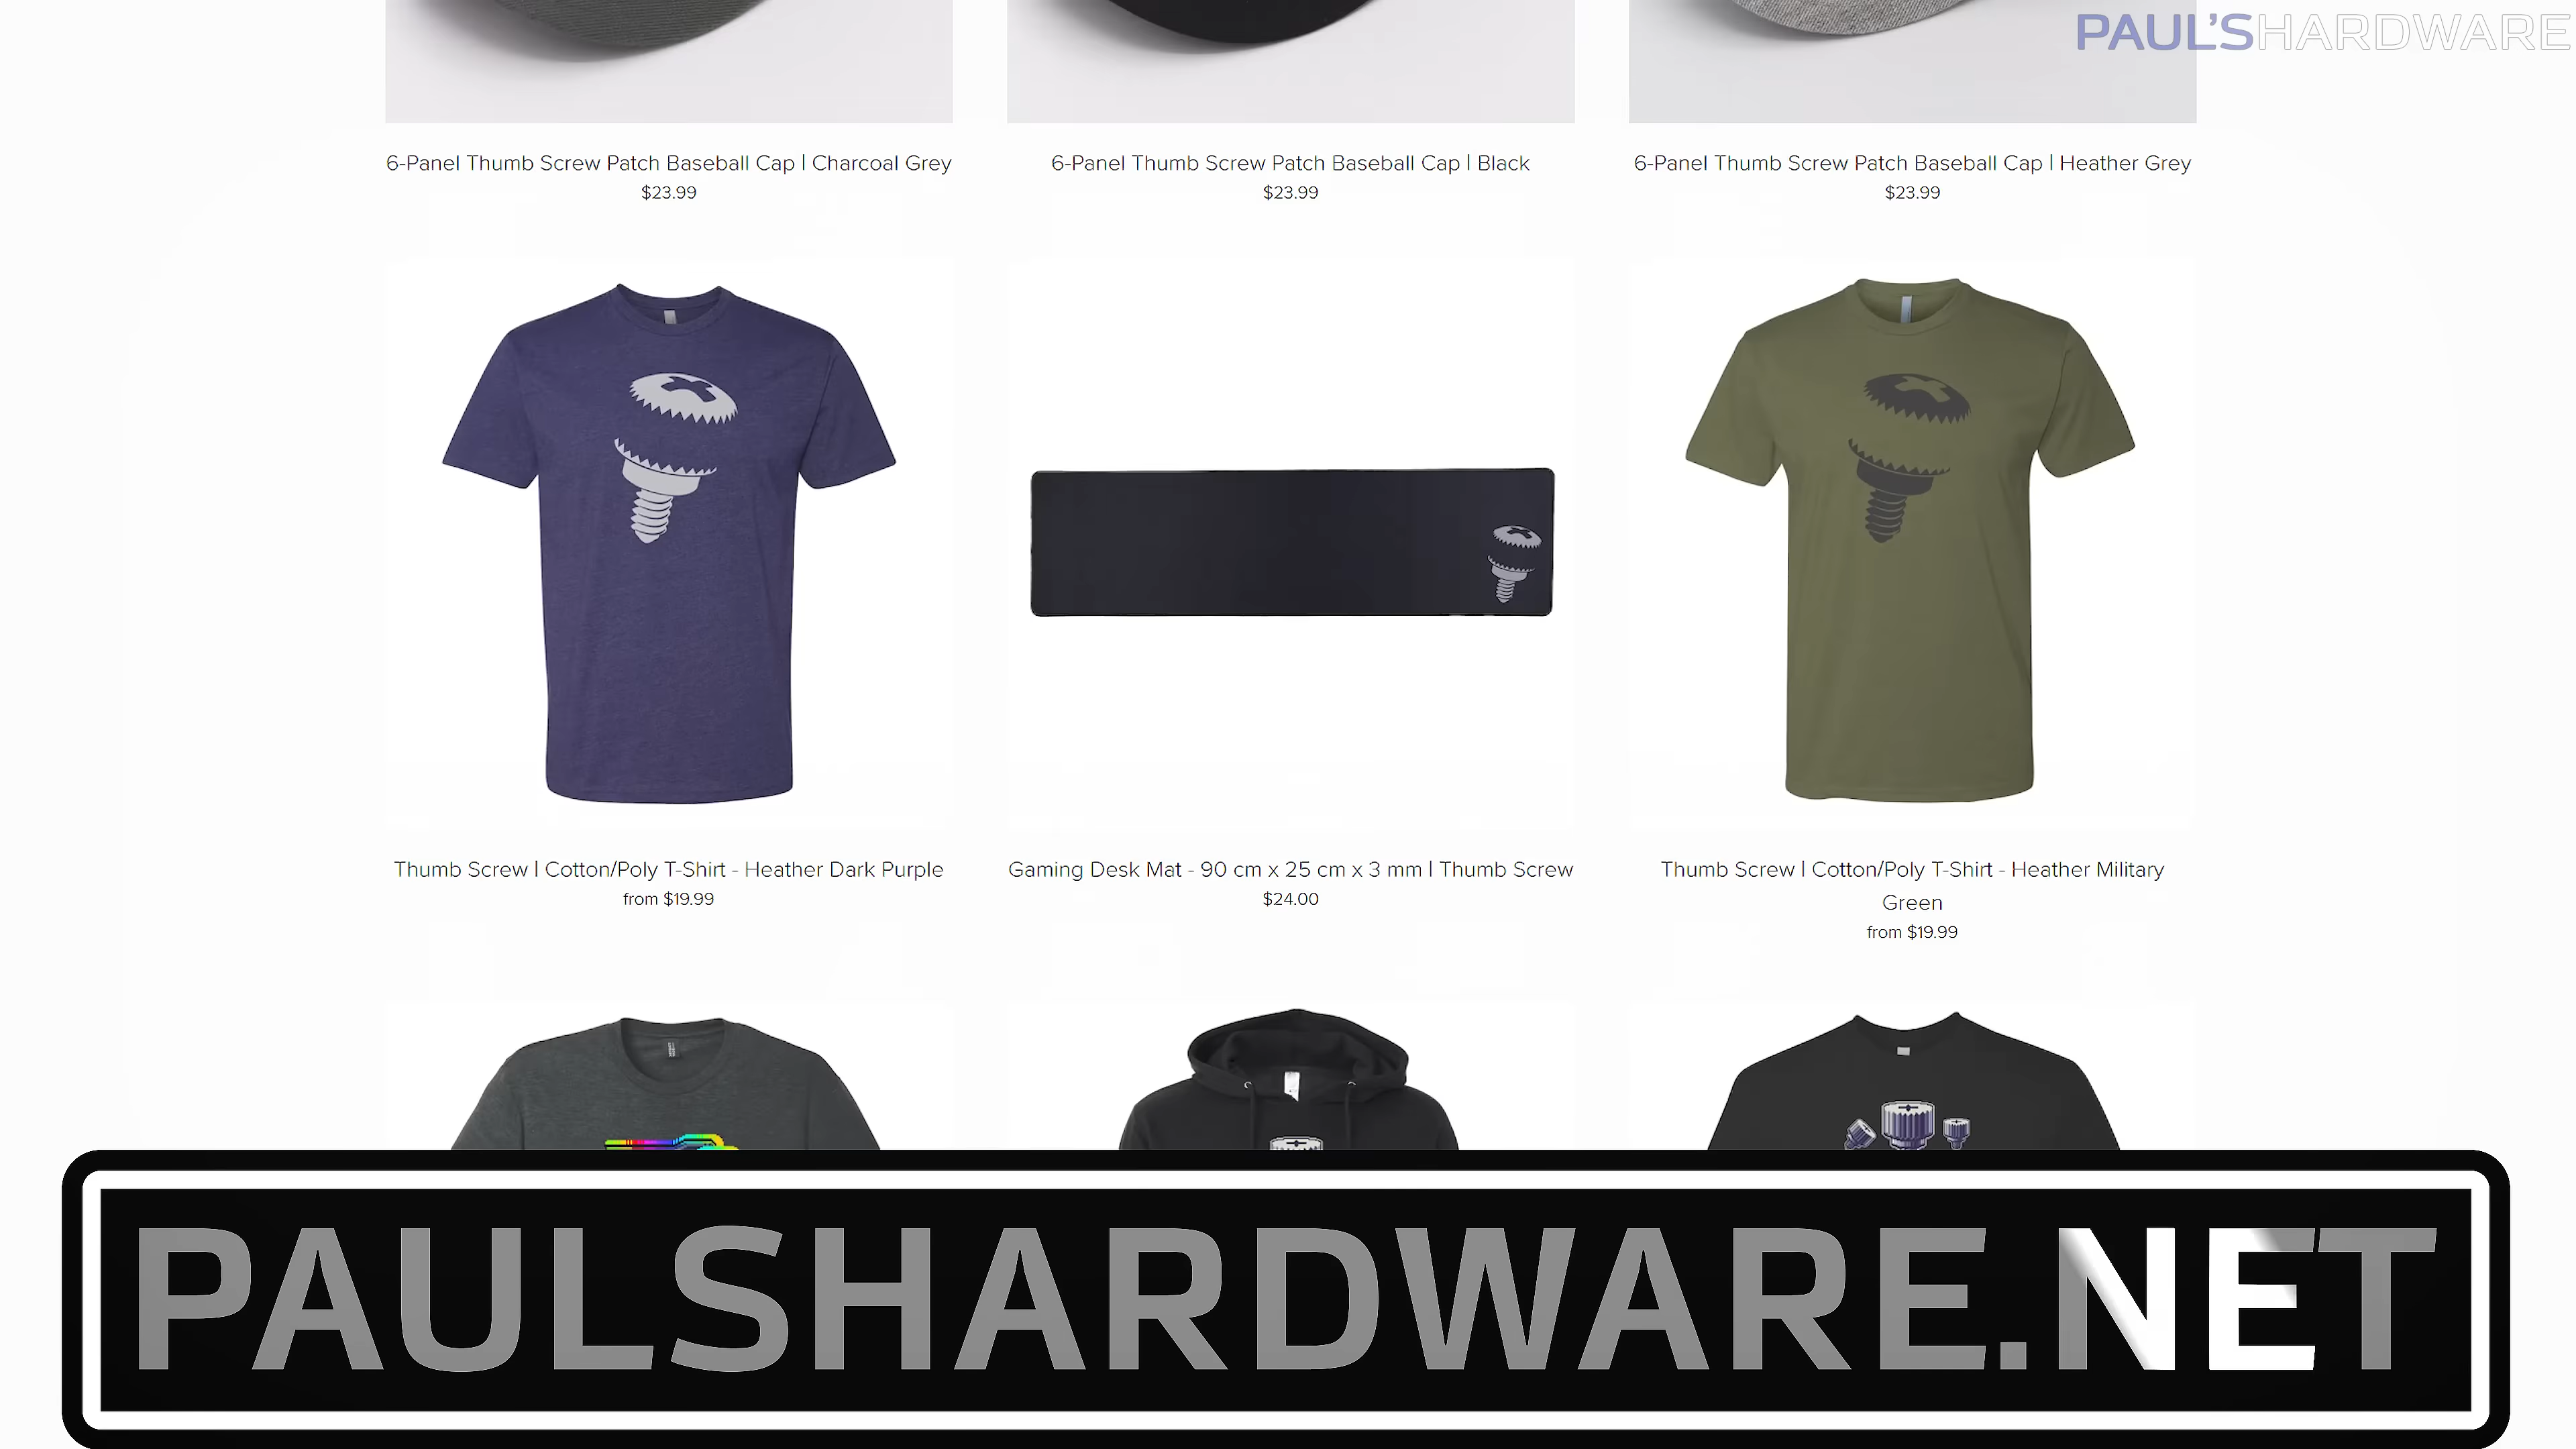 PAUL'SHARDWARE
6-Panel Thumb Screw Patch Baseball Cap | Charcoal Grey
$23.99
6-Panel Thumb Screw Patch Baseball Cap | Black
$23.99
6-Panel Thumb Screw Patch Baseball Cap | Heather Grey
$23.99
Thumb Screw | Cotton/Poly T-Shirt - Heather Dark Purple
from $19.99
Gaming Desk Mat - 90 cm x 25 cm x 3 mm | Thumb Screw
$24.00
Thumb Screw | Cotton/Poly T-Shirt - Heather Military
Green
from $19.99
PAULSHARDWARE.NET